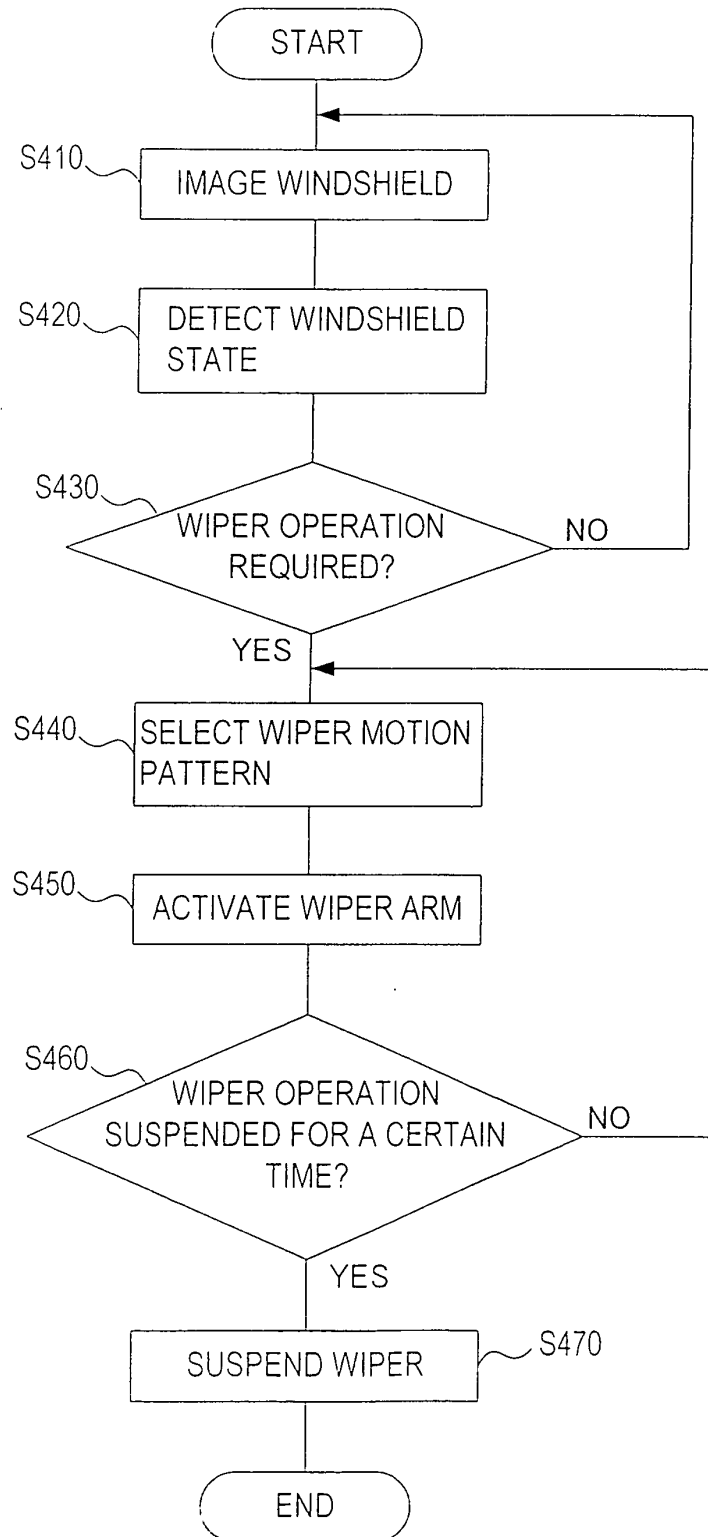 START
S410
IMAGE WINDSHIELD
S420
DETECT WINDSHIELD
STATE
S430
WIPER OPERATION
REQUIRED?
NO
YES
S440
SELECT WIPER MOTION
PATTERN
S450
ACTIVATE WIPER ARM
S460
WIPER OPERATION
SUSPENDED FOR A CERTAIN
TIME?
NO
YES
SUSPEND WIPER
S470
END